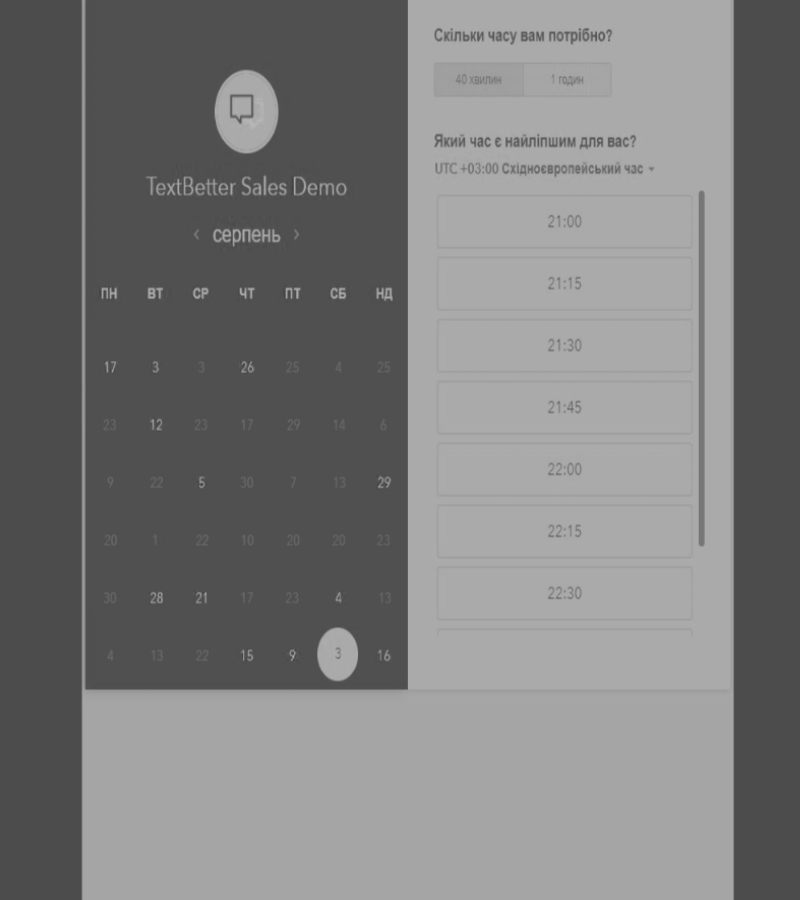 TextBetter Sales Demo
‹ серпень ›
ПН ВТ СР ЧТ ПТ СБ НД
17 3 3 26 25 4 25
23 12 23 17 29 14 6
9 22 5 30 7 13 29
20 1 22 10 20 20 23
30 28 21 17 23 4 13
4 13 22 15 9 3 16
Скільки часу вам потрібно?
40 хвилин 1 годин
Який час є найліпшим для вас?
UTC +03:00 Східноєвропейський час
21:00
21:15
21:30
21:45
22:00
22:15
22:30